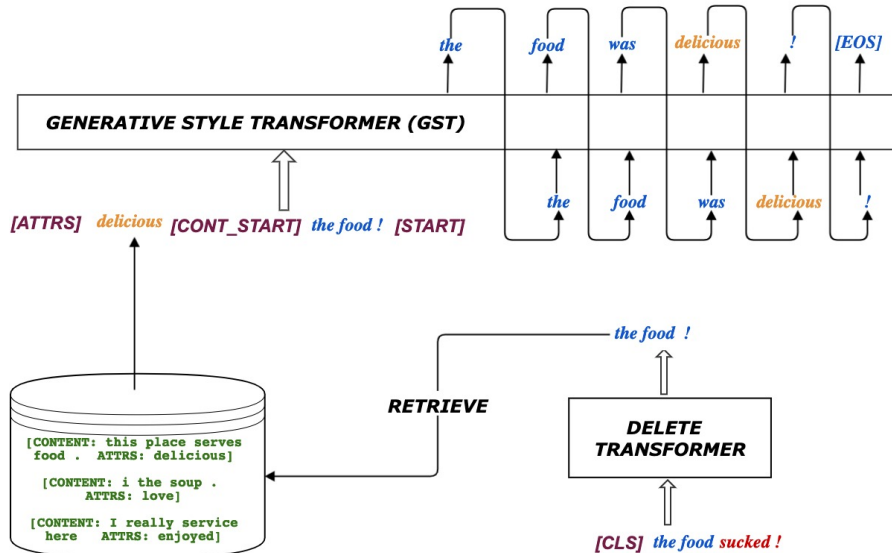 the food was delicious ! [EOS]
GENERATIVE STYLE TRANSFORMER (GST)
the food was delicious !
[ATTRS] delicious [CONT_START] the food ! [START]
the food !
RETRIEVE
DELETE
TRANSFORMER
[CONTENT: this place serves
food . ATTRS: delicious]
[CONTENT: i the soup .
ATTRS: love]
[CONTENT: I really service
here ATTRS: enjoyed]
[CLS] the food sucked !